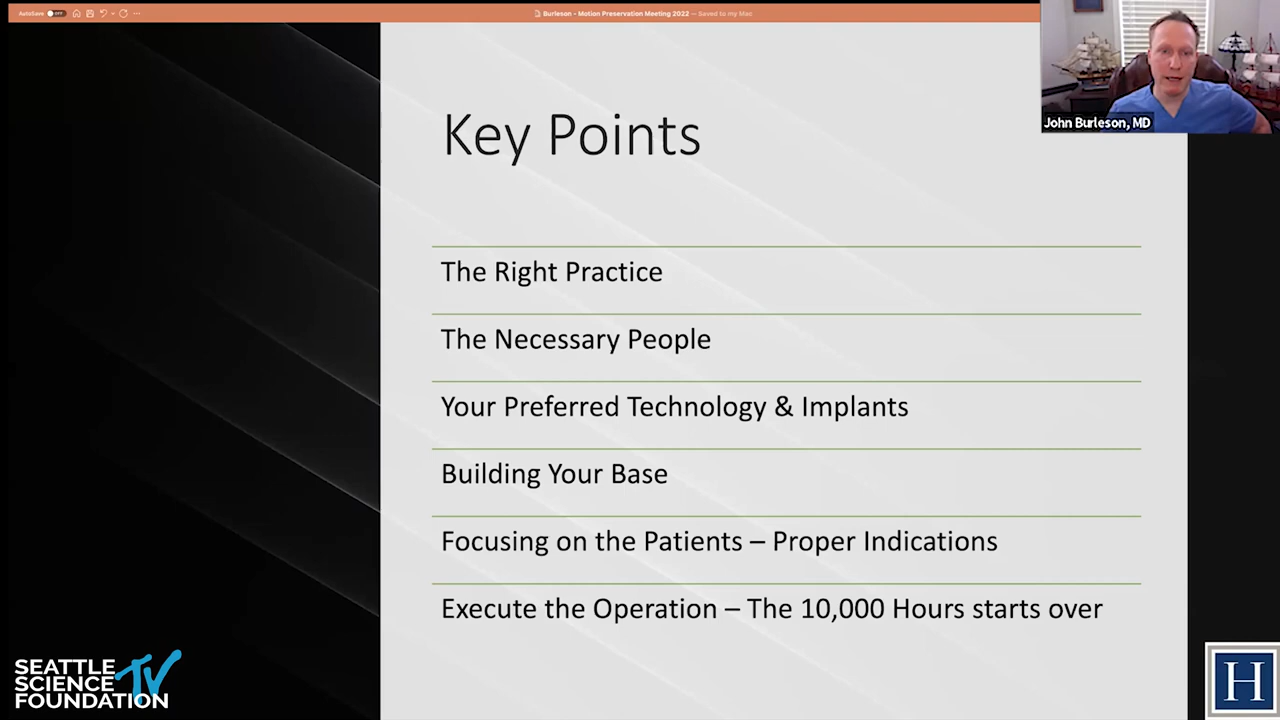 AutoSave OFF
Burleson - Motion Preservation Meeting 2022 — Saved to my Mac
John Burleson, MD
Key Points
The Right Practice
The Necessary People
Your Preferred Technology & Implants
Building Your Base
Focusing on the Patients – Proper Indications
Execute the Operation – The 10,000 Hours starts over
SEATTLE
SCIENCE TV
FOUNDATION
H